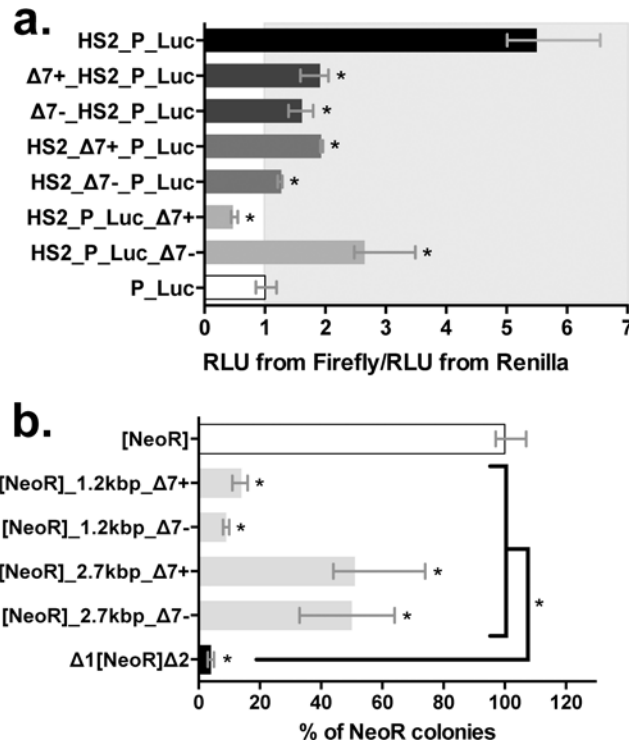 a.
HS2_P_Luc
Δ7+_HS2_P_Luc *
Δ7-_HS2_P_Luc *
HS2_Δ7+_P_Luc *
HS2_Δ7-_P_Luc *
HS2_P_Luc_Δ7+ *
HS2_P_Luc_Δ7- *
P_Luc
0 1 2 3 4 5 6 7
RLU from Firefly/RLU from Renilla
b.
[NeoR]
[NeoR]_1.2kbp_Δ7+ *
[NeoR]_1.2kbp_Δ7- *
[NeoR]_2.7kbp_Δ7+ *
[NeoR]_2.7kbp_Δ7- * *
Δ1[NeoR]Δ2 *
0 20 40 60 80 100 120
% of NeoR colonies